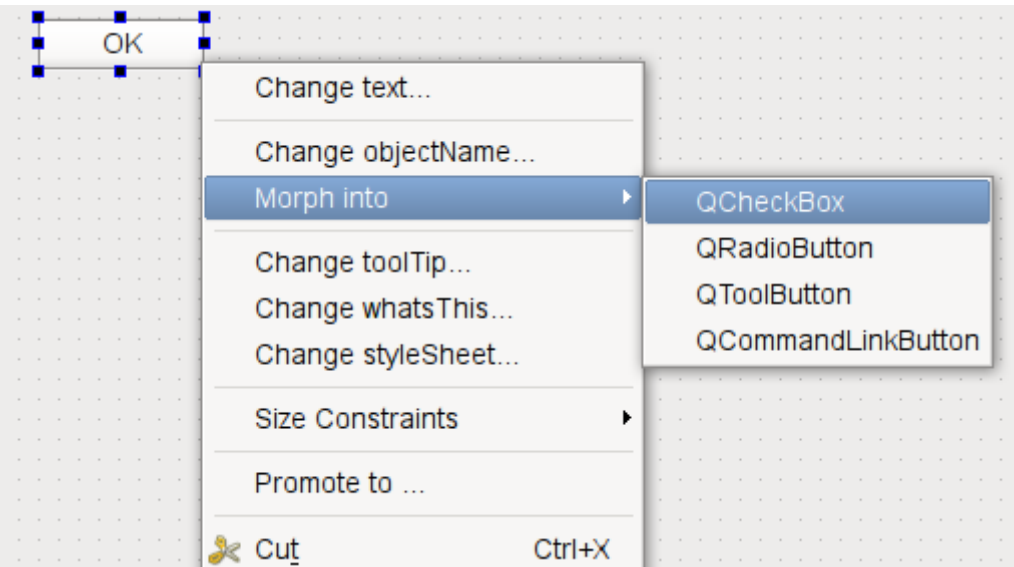 OK
Change text...
Change objectName...
Morph into
QCheckBox
QRadioButton
QToolButton
QCommandLinkButton
Change toolTip...
Change whatsThis...
Change styleSheet...
Size Constraints
Promote to ...
Cut Ctrl+X